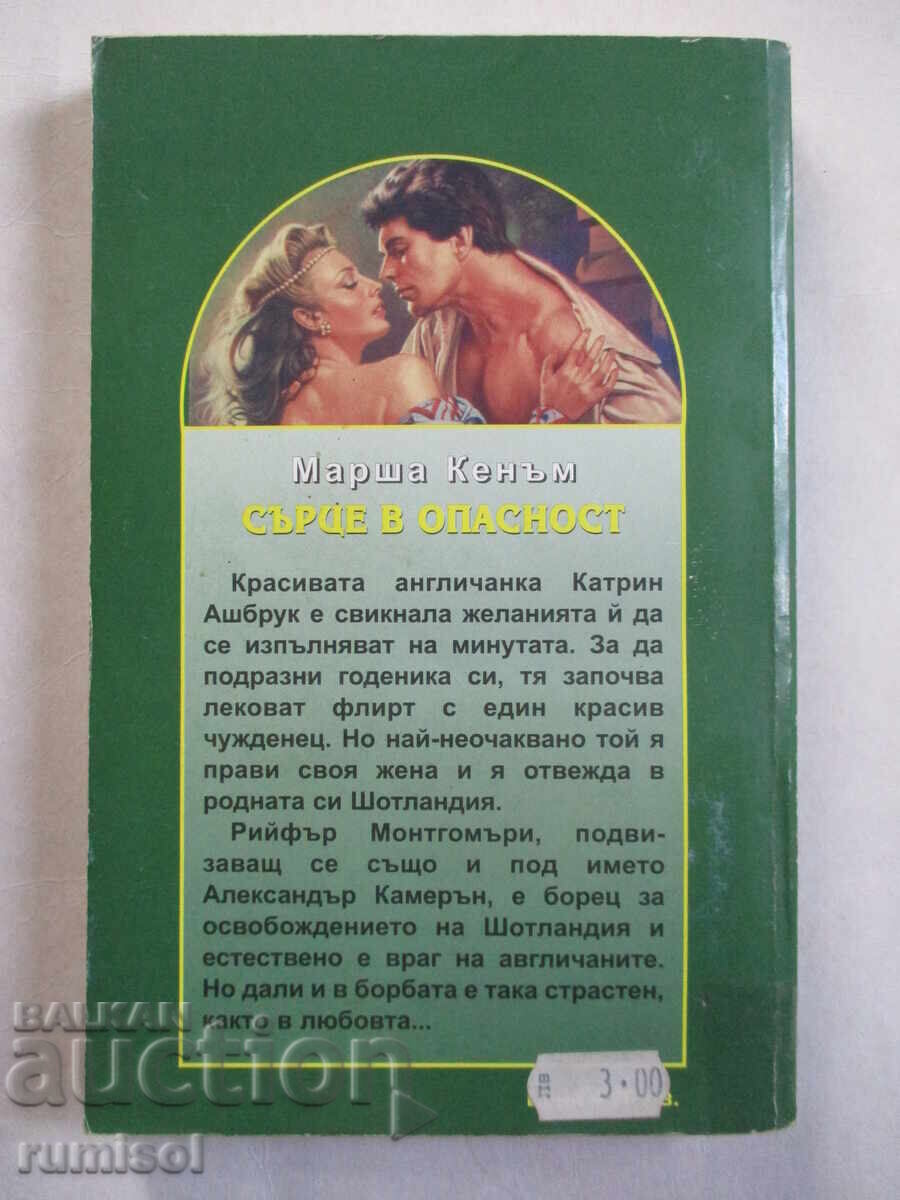 Марша Кенъм
СЪРЦЕ В ОПАСНОСТ
Красивата англичанка Катрин
Ашбрук е свикнала желанията й да
се изпълняват на минутата. За да
подразни годеника си, тя започва
лековат флирт с един красив
чужденец. Но най-неочаквано той я
прави своя жена и я отвежда в
родната си Шотландия.
Рийфър Монтгомъри, подви-
заващ се също и под името
Александър Камерън, е борец за
освобождението на Шотландия и
естествено е враг на авгличаните.
Но дали и в борбата е така страстен,
както в любовта...
лв 3.00
BALKAN
auction
rumisol